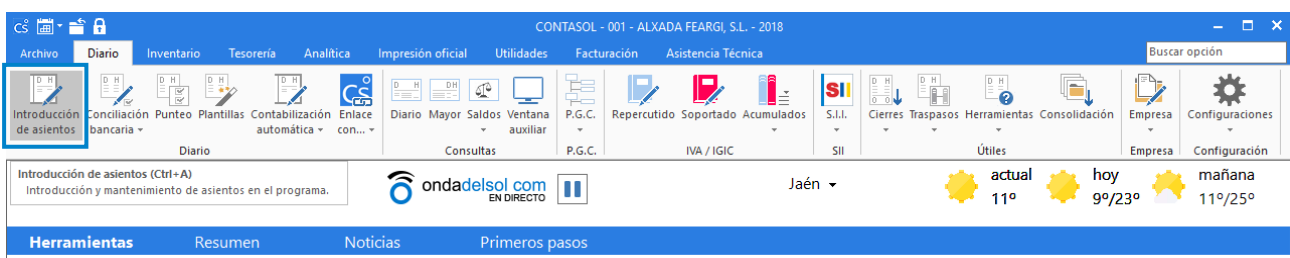 CONTASOL - 001 - ALXADA FEARGI, S.L. - 2018
Archivo Diario Inventario Tesorería Analítica Impresión oficial Utilidades Facturación Asistencia Técnica Buscar opción
Introducción de asientos
Conciliación bancaria
Punteo
Plantillas
Contabilización automática
Enlace con...
Diario
Diario
Mayor
Saldos
Ventana auxiliar
Consultas
P.G.C.
P.G.C.
Repercutido
Soportado
Acumulados
IVA / IGIC
SII
S.I.I.
SII
Cierres
Traspasos
Herramientas
Consolidación
Útiles
Empresa
Empresa
Configuraciones
Configuración
Introducción de asientos (Ctrl+A)
Introducción y mantenimiento de asientos en el programa.
ondadelsol com
EN DIRECTO
Jaén
actual
11º
hoy
9º/23º
mañana
11º/25º
Herramientas Resumen Noticias Primeros pasos